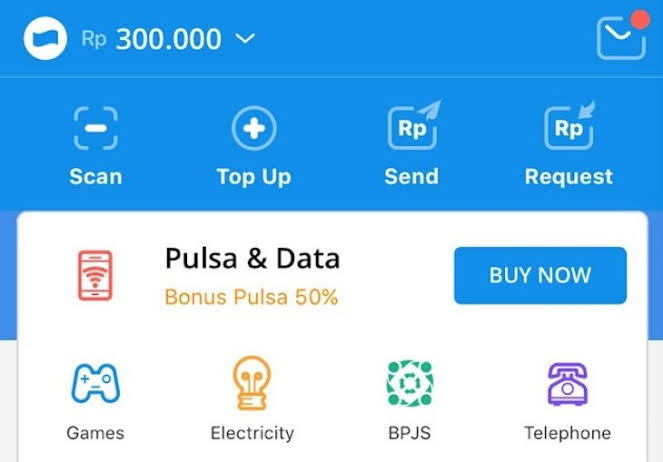 Rp 300.000
Scan Top Up Rp Send Rp Request
Pulsa & Data
Bonus Pulsa 50%
BUY NOW
Games Electricity BPJS Telephone